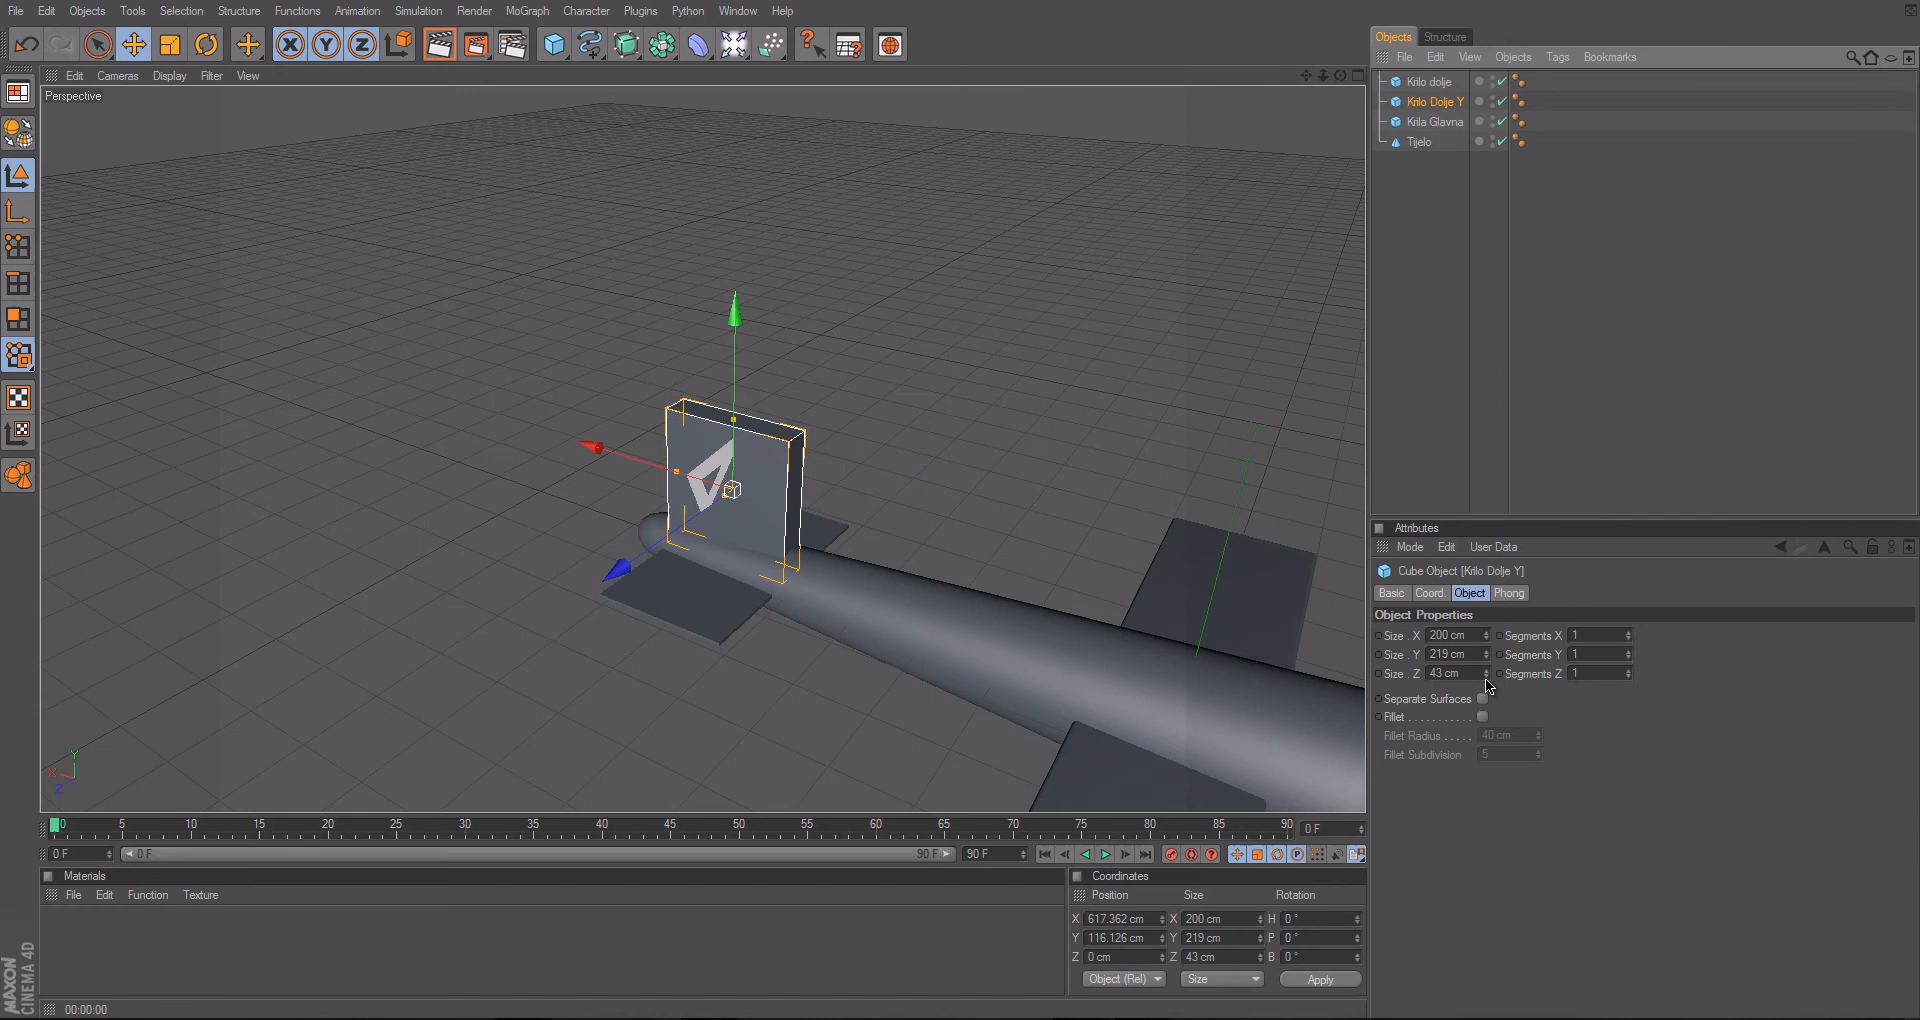 File Edit Objects Tools Selection Structure Functions Animation Simulation Render MoGraph Character Plugins Python Window Help
Objects Structure
File Edit View Objects Tags Bookmarks
Edit Cameras Display Filter View
Perspective
Krilo dolje
Krilo Dolje Y
Krila Glavna
Tijelo
Attributes
Mode Edit User Data
Cube Object [Krilo Dolje Y]
Basic Coord. Object Phong
Object Properties
Size . X 200 cm Segments X 1
Size . Y 219 cm Segments Y 1
Size . Z 43 cm Segments Z 1
Separate Surfaces
Fillet . . . . . . . . . . .
Fillet Radius . . . . . 40 cm
Fillet Subdivision 5
Y
X
Z
0 5 10 15 20 25 30 35 40 45 50 55 60 65 70 75 80 85 90 0 F
0 F 0 F 90 F 90 F
Materials
File Edit Function Texture
Coordinates
Position Size Rotation
X 617.362 cm X 200 cm H 0 °
Y 116.126 cm Y 219 cm P 0 °
Z 0 cm Z 43 cm B 0 °
Object (Rel) Size Apply
MAXON
CINEMA 4D
00:00:00